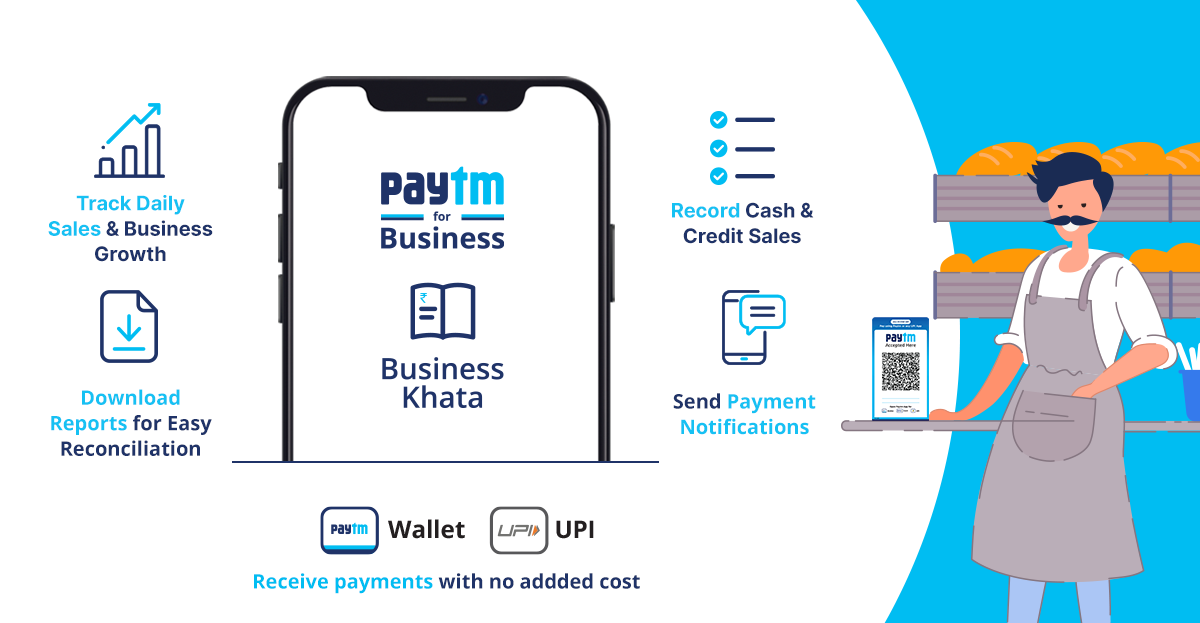 Track Daily
Sales & Business
Growth
Download
Reports for Easy
Reconciliation
paytm
for
Business
₹
Business
Khata
Record Cash &
Credit Sales
Send Payment
Notifications
paytm
Accepted Here
paytm
Wallet
UPI
UPI
Receive payments with no addded cost